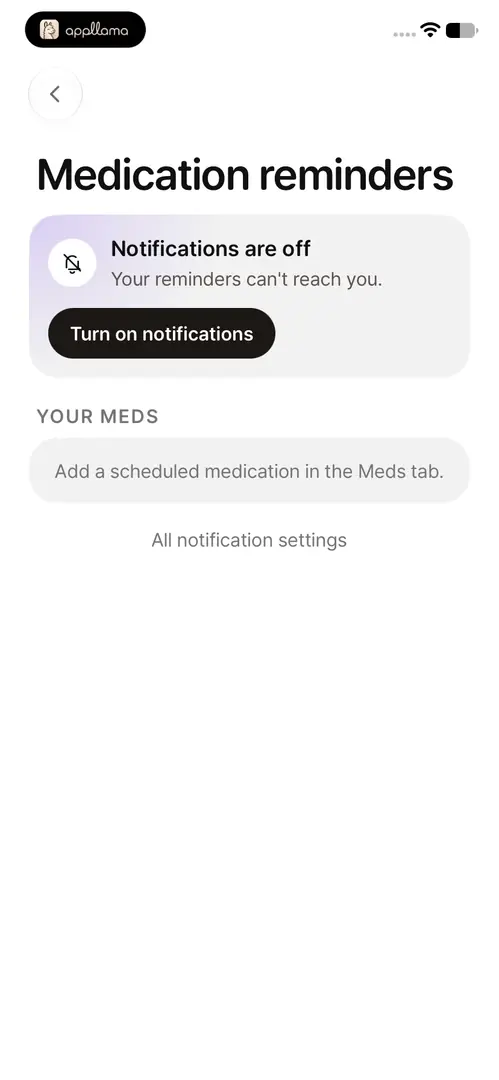 appllama
Medication reminders
Notifications are off
Your reminders can't reach you.
Turn on notifications
YOUR MEDS
Add a scheduled medication in the Meds tab.
All notification settings